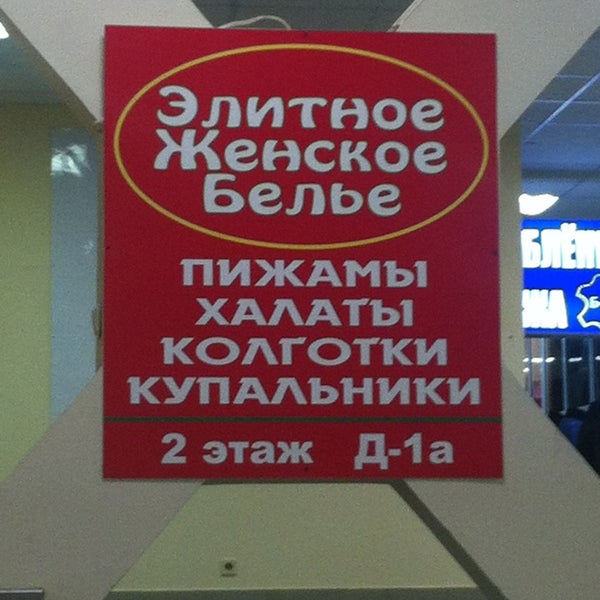 Элитное
Женское
Белье
ПИЖАМЫ
ХАЛАТЫ
КОЛГОТКИ
КУПАЛЬНИКИ
2 этаж Д-1а